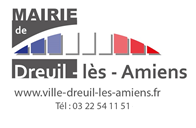 MAIRIE
de
Dreuil - lès - Amiens
www.ville-dreuil-les-amiens.fr
Tél : 03 22 54 11 51